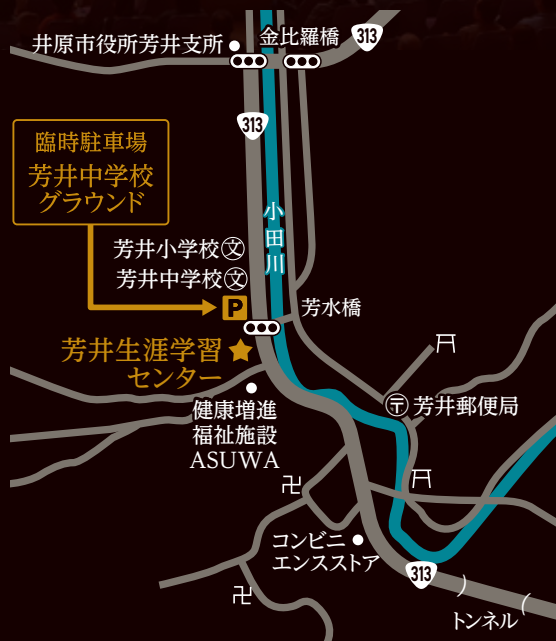 井原市役所芳井支所
金比羅橋
313
313
臨時駐車場
芳井中学校
グラウンド
小田川
芳井小学校文
芳井中学校文
P
芳水橋
芳井生涯学習
センター
健康増進
福祉施設
ASUWA
〒芳井郵便局
コンビニ
エンスストア
313
トンネル